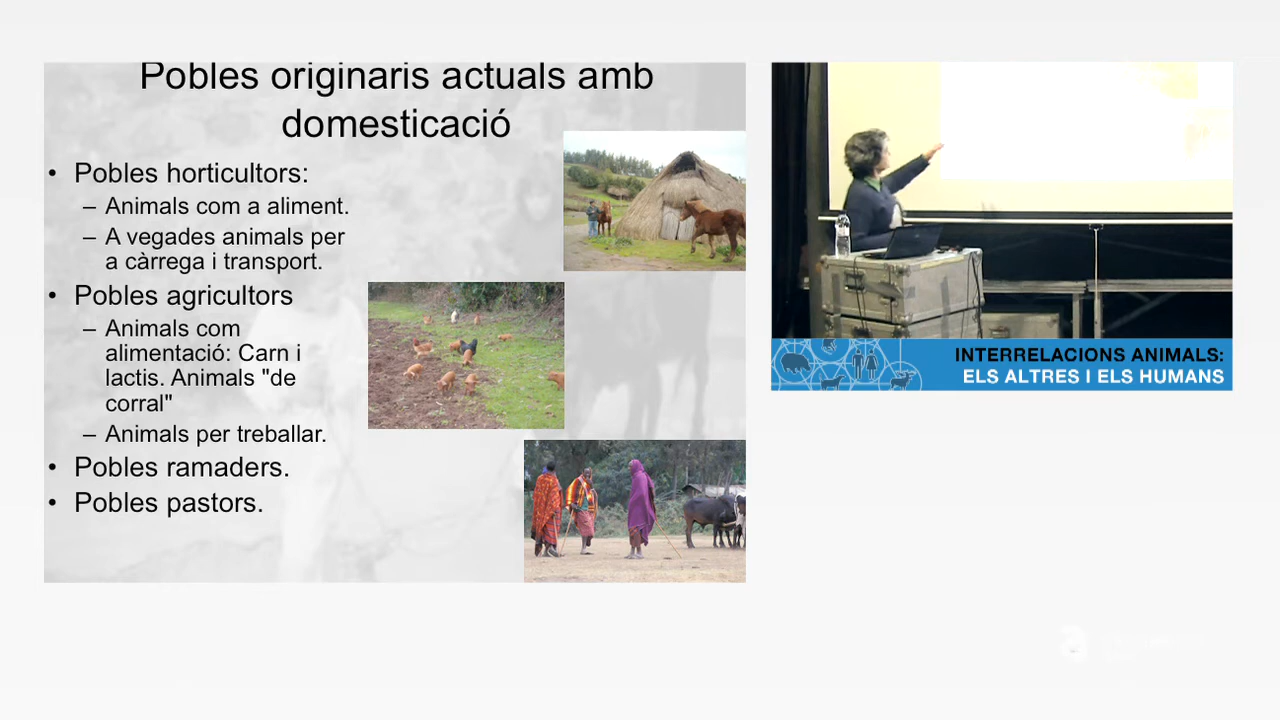 Pobles originaris actuals amb
domesticació
• Pobles horticultors:
– Animals com a aliment.
– A vegades animals per
a càrrega i transport.
• Pobles agricultors
– Animals com
alimentació: Carn i
lactis. Animals "de
corral"
– Animals per treballar.
• Pobles ramaders.
• Pobles pastors.
INTERRELACIONS ANIMALS:
ELS ALTRES I ELS HUMANS